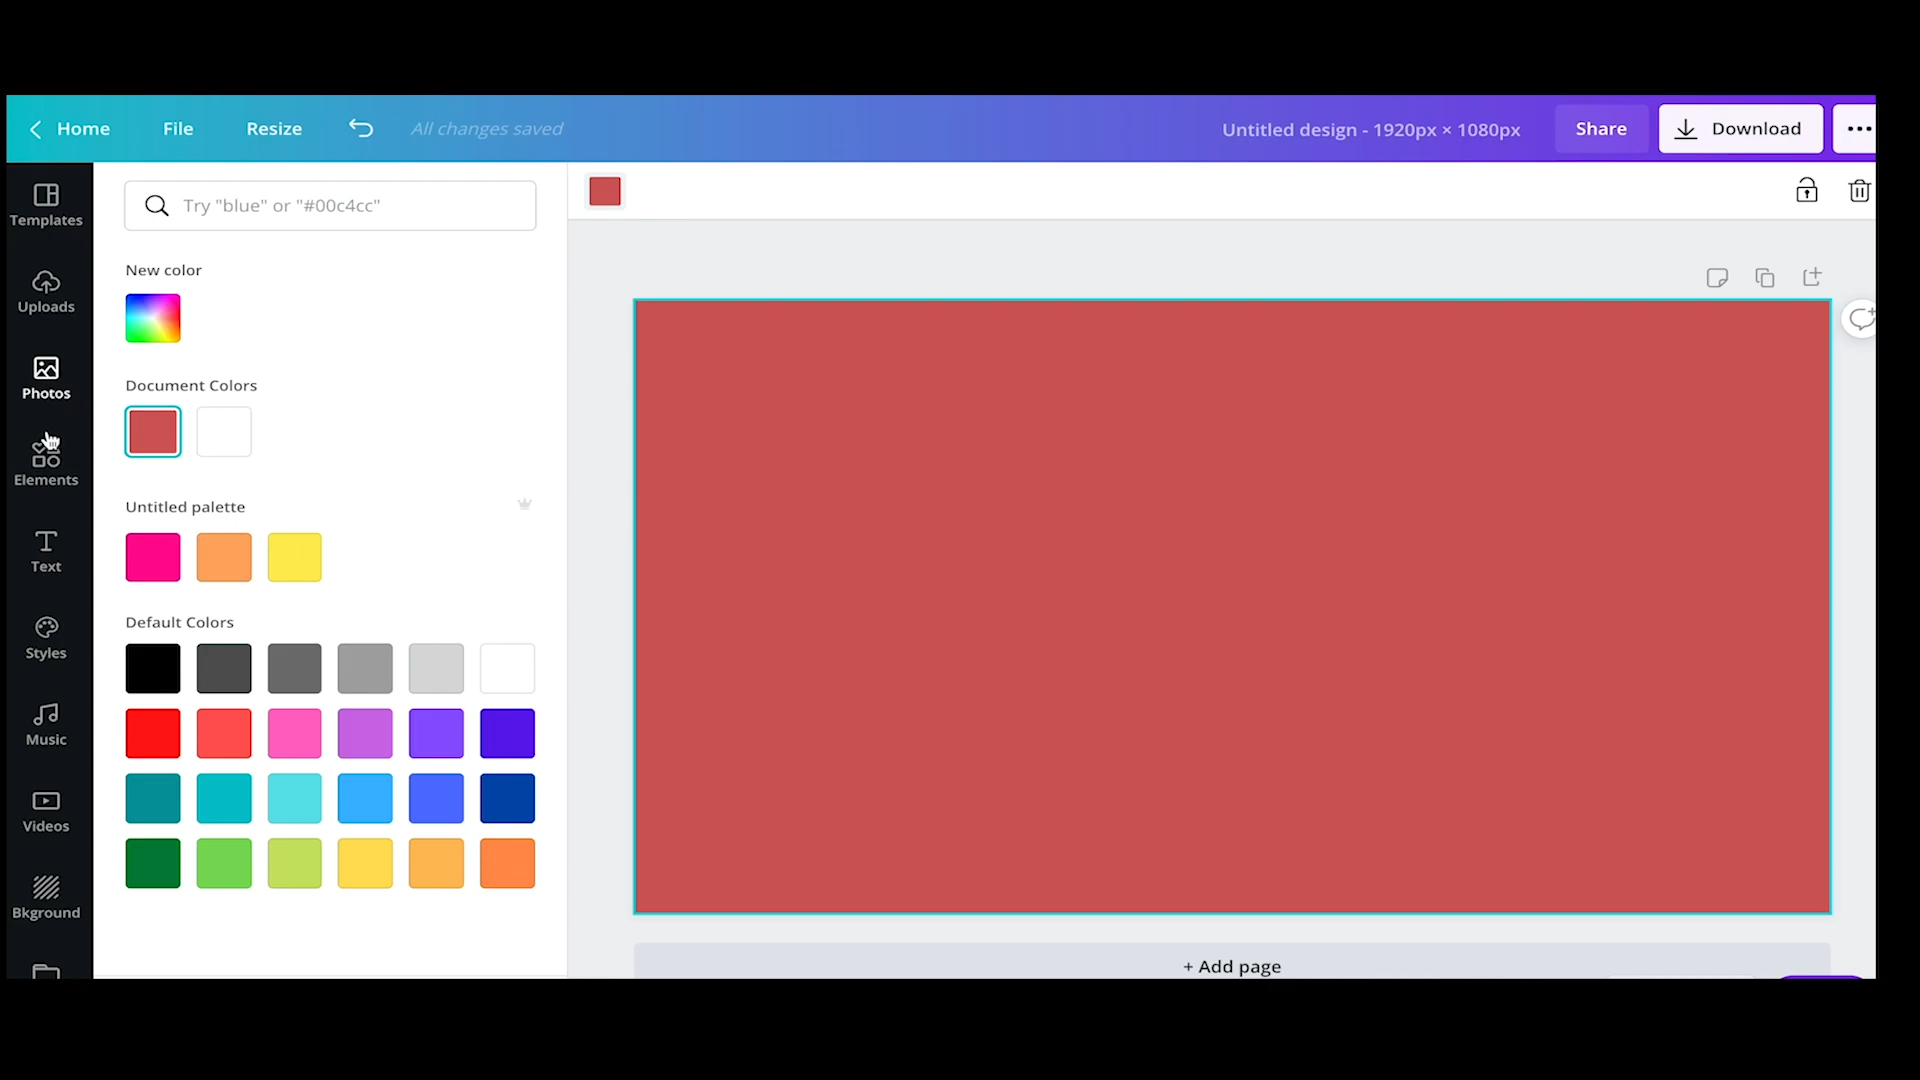 Home
File
Resize
All changes saved
Untitled design - 1920px × 1080px
Share
Download
Templates
Uploads
Photos
Elements
Text
Styles
Music
Videos
Bkground
Try "blue" or "#00c4cc"
New color
Document Colors
Untitled palette
Default Colors
+ Add page